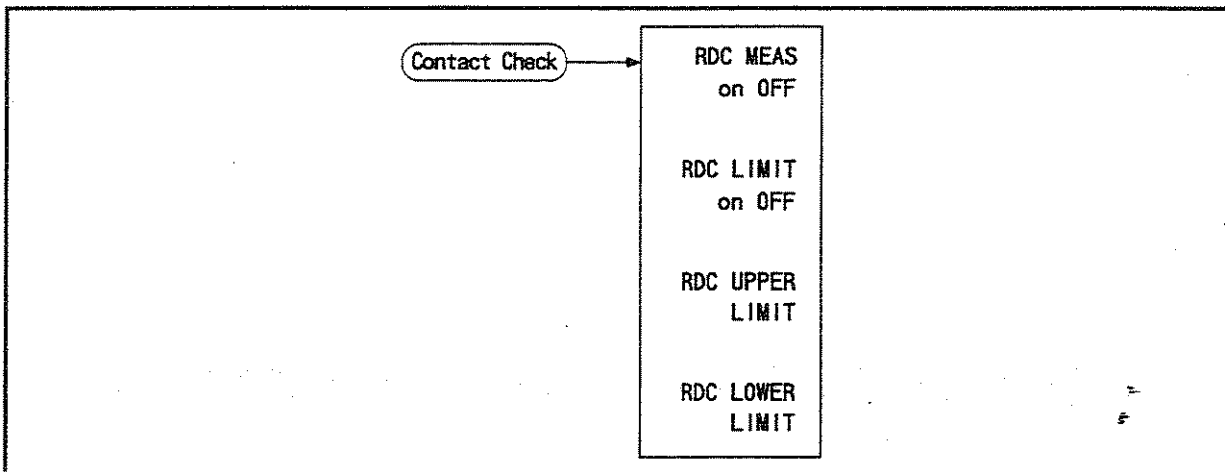 Contact Check
RDC MEAS
on OFF
RDC LIMIT
on OFF
RDC UPPER
LIMIT
RDC LOWER
LIMIT